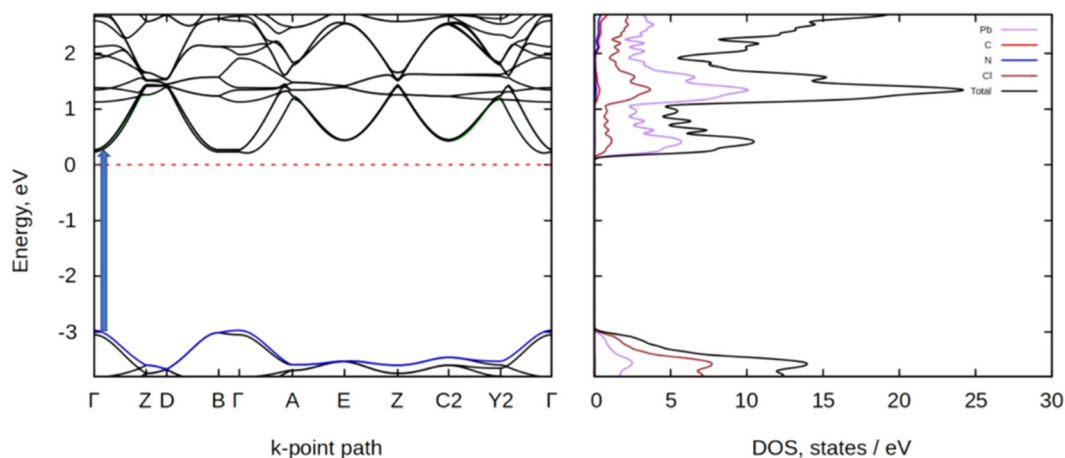 Energy, eV
2
1
0
-1
-2
-3
Γ Z D B Γ A E Z C2 Y2 Γ
k-point path
Pb
C
N
Cl
Total
0 5 10 15 20 25 30
DOS, states / eV